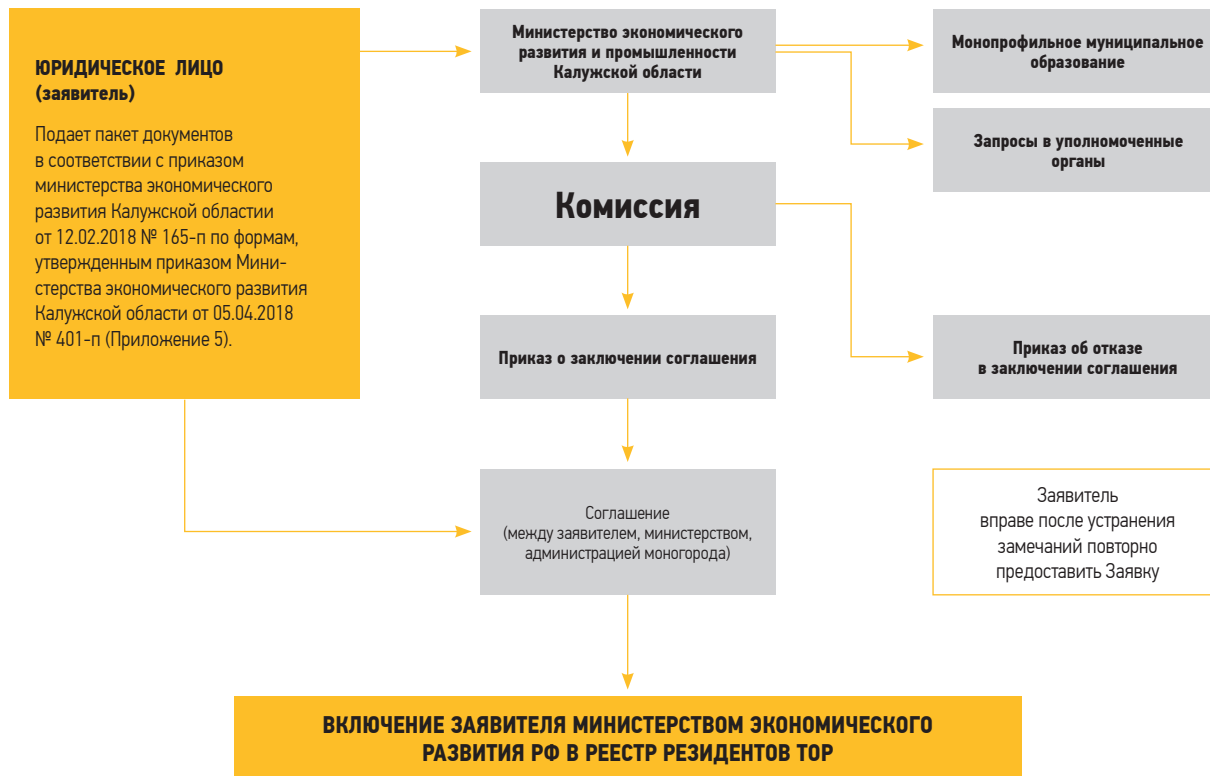 ЮРИДИЧЕСКОЕ ЛИЦО
(заявитель)
Подает пакет документов
в соответствии с приказом
министерства экономического
развития Калужской областии
от 12.02.2018 № 165-п по формам,
утвержденным приказом Мини-
стерства экономического развития
Калужской области от 05.04.2018
№ 401-п (Приложение 5).
Министерство экономического
развития и промышленности
Калужской области
Монопрофильное муниципальное
образование
Запросы в уполномоченные
органы
Комиссия
Приказ о заключении соглашения
Приказ об отказе
в заключении соглашения
Соглашение
(между заявителем, министерством,
администрацией моногорода)
Заявитель
вправе после устранения
замечаний повторно
предоставить Заявку
ВКЛЮЧЕНИЕ ЗАЯВИТЕЛЯ МИНИСТЕРСТВОМ ЭКОНОМИЧЕСКОГО
РАЗВИТИЯ РФ В РЕЕСТР РЕЗИДЕНТОВ ТОР